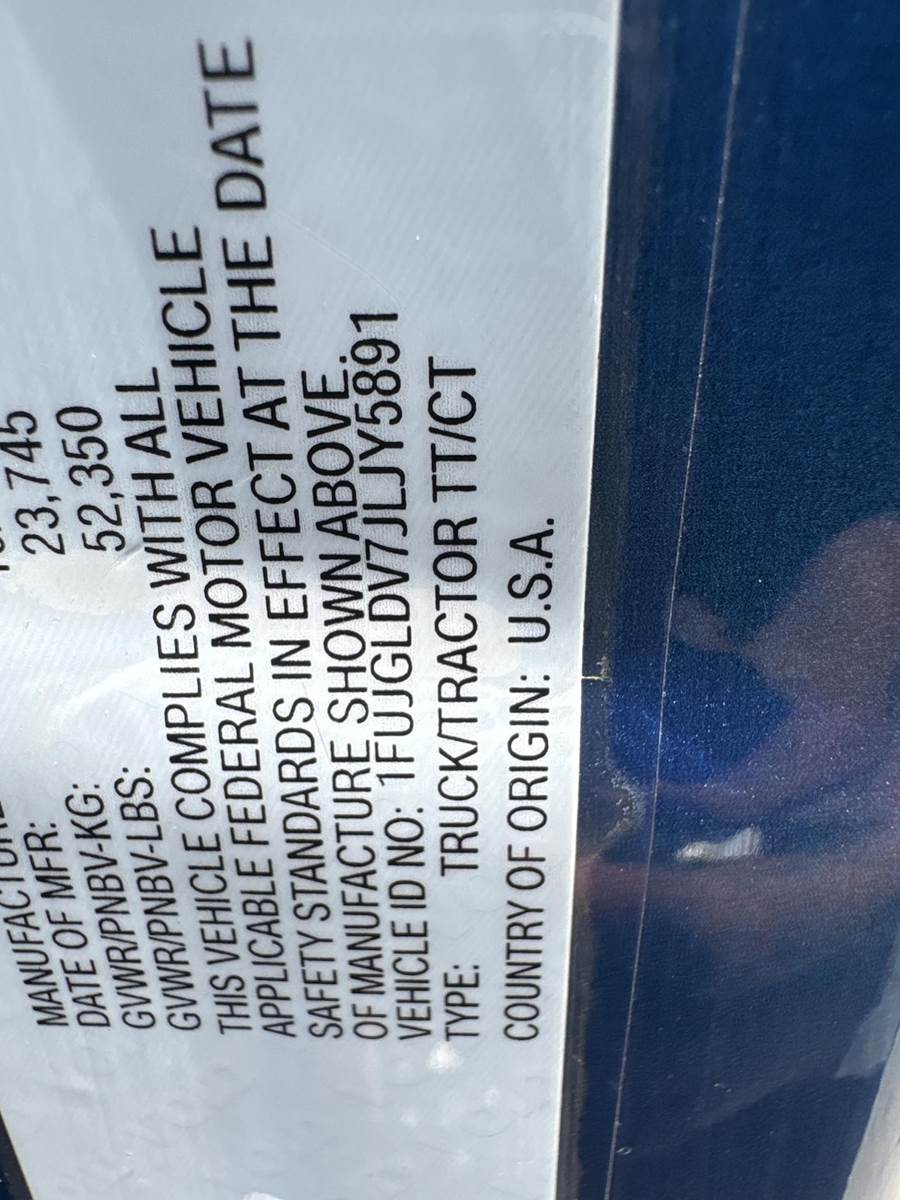 DATE OF MFR:
GVWR/PNBV-KG: 23,745
GVWR/PNBV-LBS: 52,350
THIS VEHICLE COMPLIES WITH ALL
APPLICABLE FEDERAL MOTOR VEHICLE
SAFETY STANDARDS IN EFFECT AT THE DATE
OF MANUFACTURE SHOWN ABOVE.
VEHICLE ID NO: 1FUJGLDV7JLJY5891
TYPE: TRUCK/TRACTOR TT/CT
COUNTRY OF ORIGIN: U.S.A.